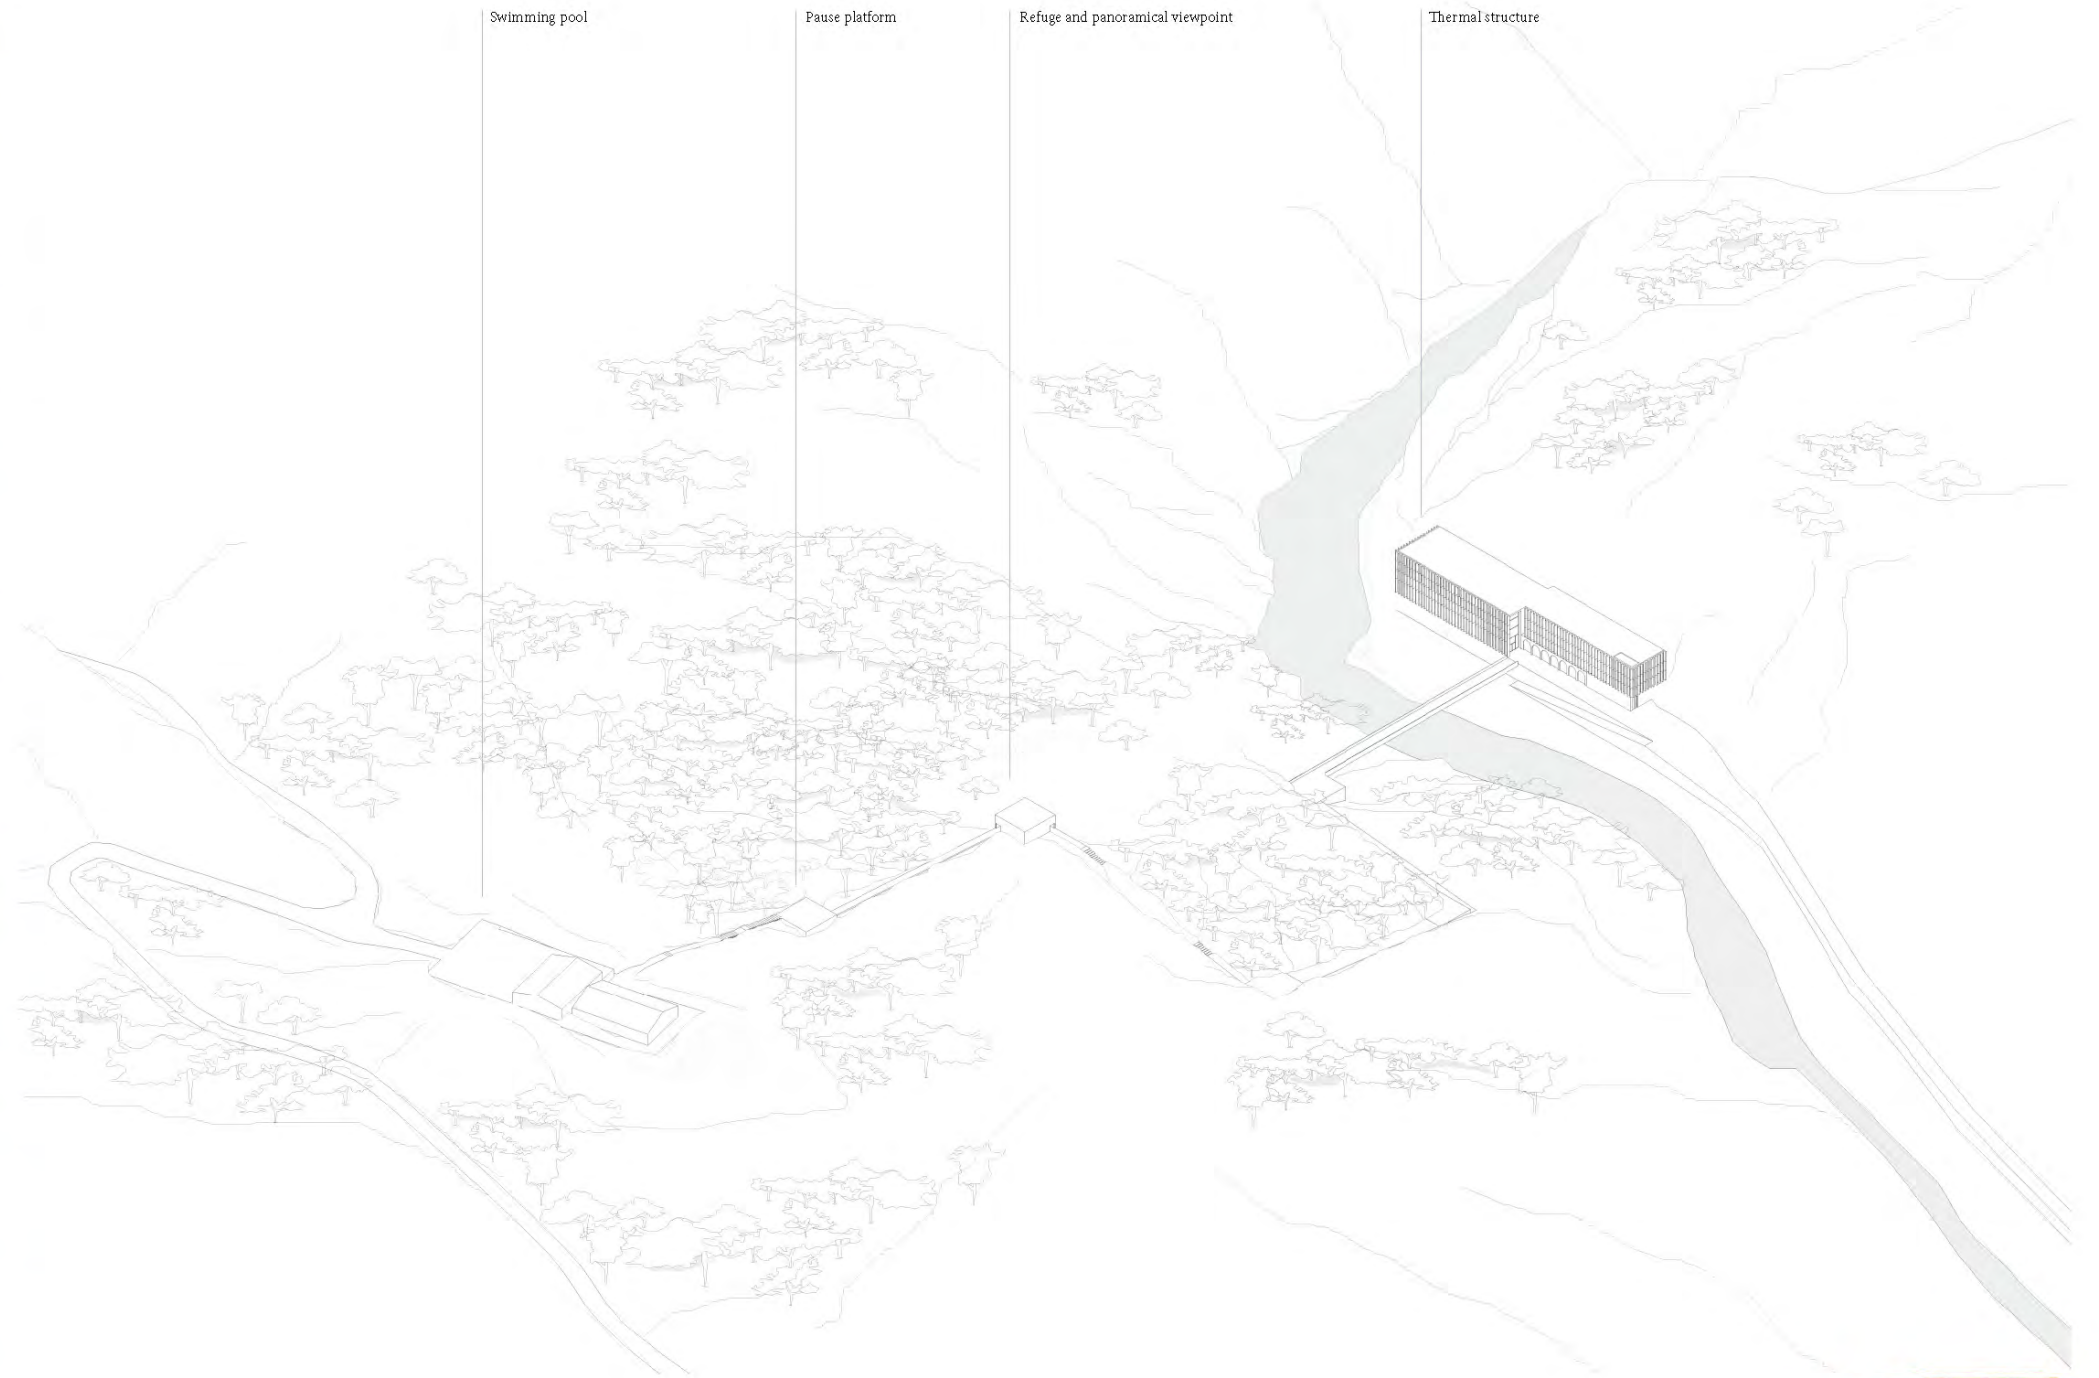 Swimming pool
Pause platform
Refuge and panoramical viewpoint
Thermal structure